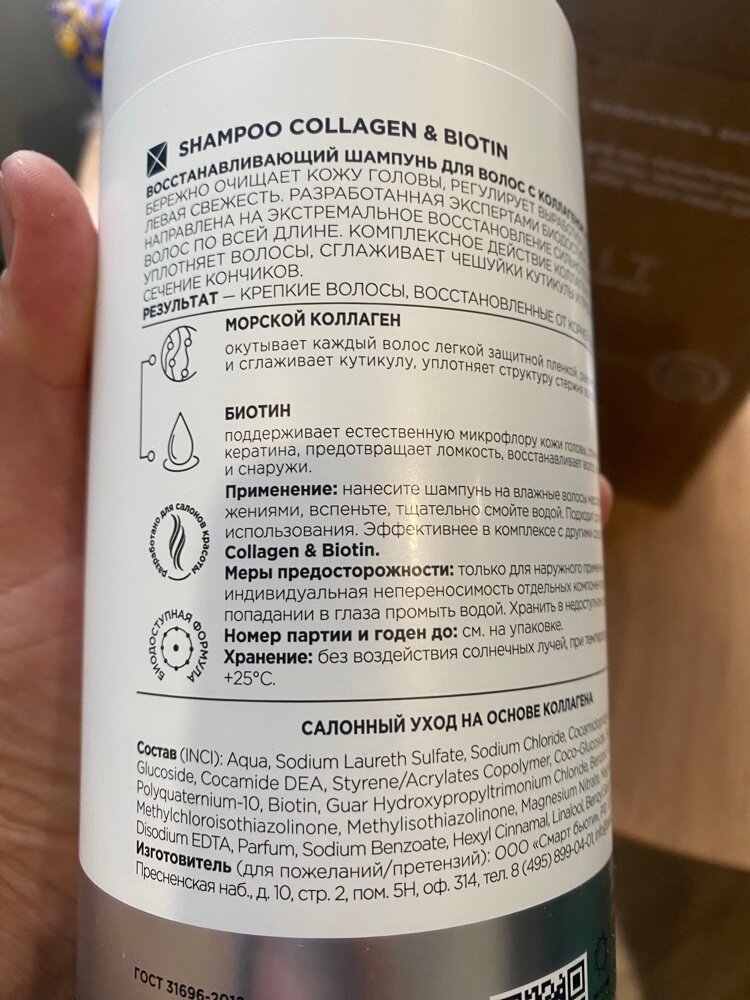 SHAMPOO COLLAGEN & BIOTIN
ВОССТАНАВЛИВАЮЩИЙ ШАМПУНЬ ДЛЯ ВОЛОС С КОЛЛАГЕНОМ
БЕРЕЖНО ОЧИЩАЕТ КОЖУ ГОЛОВЫ, РЕГУЛИРУЕТ
ЛЕВАЯ СВЕЖЕСТЬ. РАЗРАБОТАННАЯ ЭКСПЕРТАМИ
НАПРАВЛЕНА НА ЭКСТРЕМАЛЬНОЕ ВОССТАНОВЛЕНИЕ
ВОЛОС ПО ВСЕЙ ДЛИНЕ. КОМПЛЕКСНОЕ ДЕЙСТВИЕ
УПЛОТНЯЕТ ВОЛОСЫ, СГЛАЖИВАЕТ ЧЕШУЙКИ КУТИКУЛЫ
СЕЧЕНИЕ КОНЧИКОВ.
РЕЗУЛЬТАТ — КРЕПКИЕ ВОЛОСЫ, ВОССТАНОВЛЕННЫЕ ОТ
МОРСКОЙ КОЛЛАГЕН
окутывает каждый волос легкой защитной пленкой,
и сглаживает кутикулу, уплотняет структуру стержня
БИОТИН
поддерживает естественную микрофлору кожи головы,
кератина, предотвращает ломкость, восстанавливает
и снаружи.
разработано для салонов красоты
Применение: нанесите шампунь на влажные волосы
жениями, вспеньте, тщательно смойте водой.
использования. Эффективнее в комплексе с другими
Collagen & Biotin.
Меры предосторожности: только для наружного
индивидуальная непереносимость отдельных
попадании в глаза промыть водой. Хранить в
БИОДОСТУПНАЯ ФОРМУЛА
Номер партии и годен до: см. на упаковке.
Хранение: без воздействия солнечных лучей, при
+25°C.
САЛОННЫЙ УХОД НА ОСНОВЕ КОЛЛАГЕНА
Состав (INCI): Aqua, Sodium Laureth Sulfate, Sodium Chloride,
Glucoside, Cocamide DEA, Styrene/Acrylates Copolymer,
Polyquaternium-10, Biotin, Guar Hydroxypropyltrimonium Chloride,
Methylchloroisothiazolinone, Methylisothiazolinone, Magnesium Nitrate,
Disodium EDTA, Parfum, Sodium Benzoate, Hexyl Cinnamal, Linalool,
Изготовитель (для пожеланий/претензий): ООО «Смарт бьюти»,
Пресненская наб., д. 10, стр. 2, пом. 5Н, оф. 314, тел. 8 (495) 899-04-01,
ГОСТ